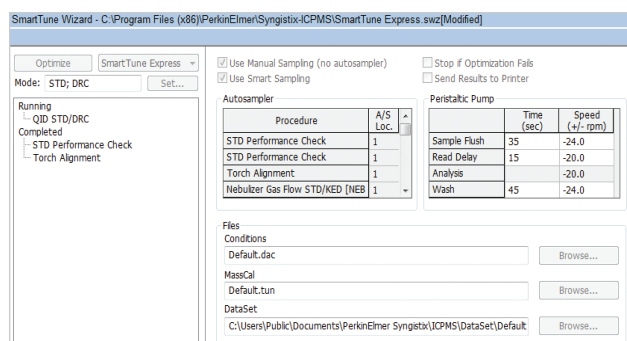 SmartTune Wizard - C:\Program Files (x86)\PerkinElmer\Syngistix-ICPMS\SmartTune Express.swz[Modified]
Optimize SmartTune Express
Mode: STD; DRC Set...
Running
QID STD/DRC
Completed
STD Performance Check
Torch Alignment
Use Manual Sampling (no autosampler) Stop if Optimization Fails
Use Smart Sampling Send Results to Printer
Autosampler
Procedure A/S Loc.
STD Performance Check 1
STD Performance Check 1
Torch Alignment 1
Nebulizer Gas Flow STD/KED [NEB 1
Peristaltic Pump
Time (sec) Speed (+/- rpm)
Sample Flush 35 -24.0
Read Delay 15 -20.0
Analysis -20.0
Wash 45 -24.0
Files
Conditions
Default.dac Browse...
MassCal
Default.tun Browse...
DataSet
C:\Users\Public\Documents\PerkinElmer Syngistix\ICPMS\DataSet\Default Browse...